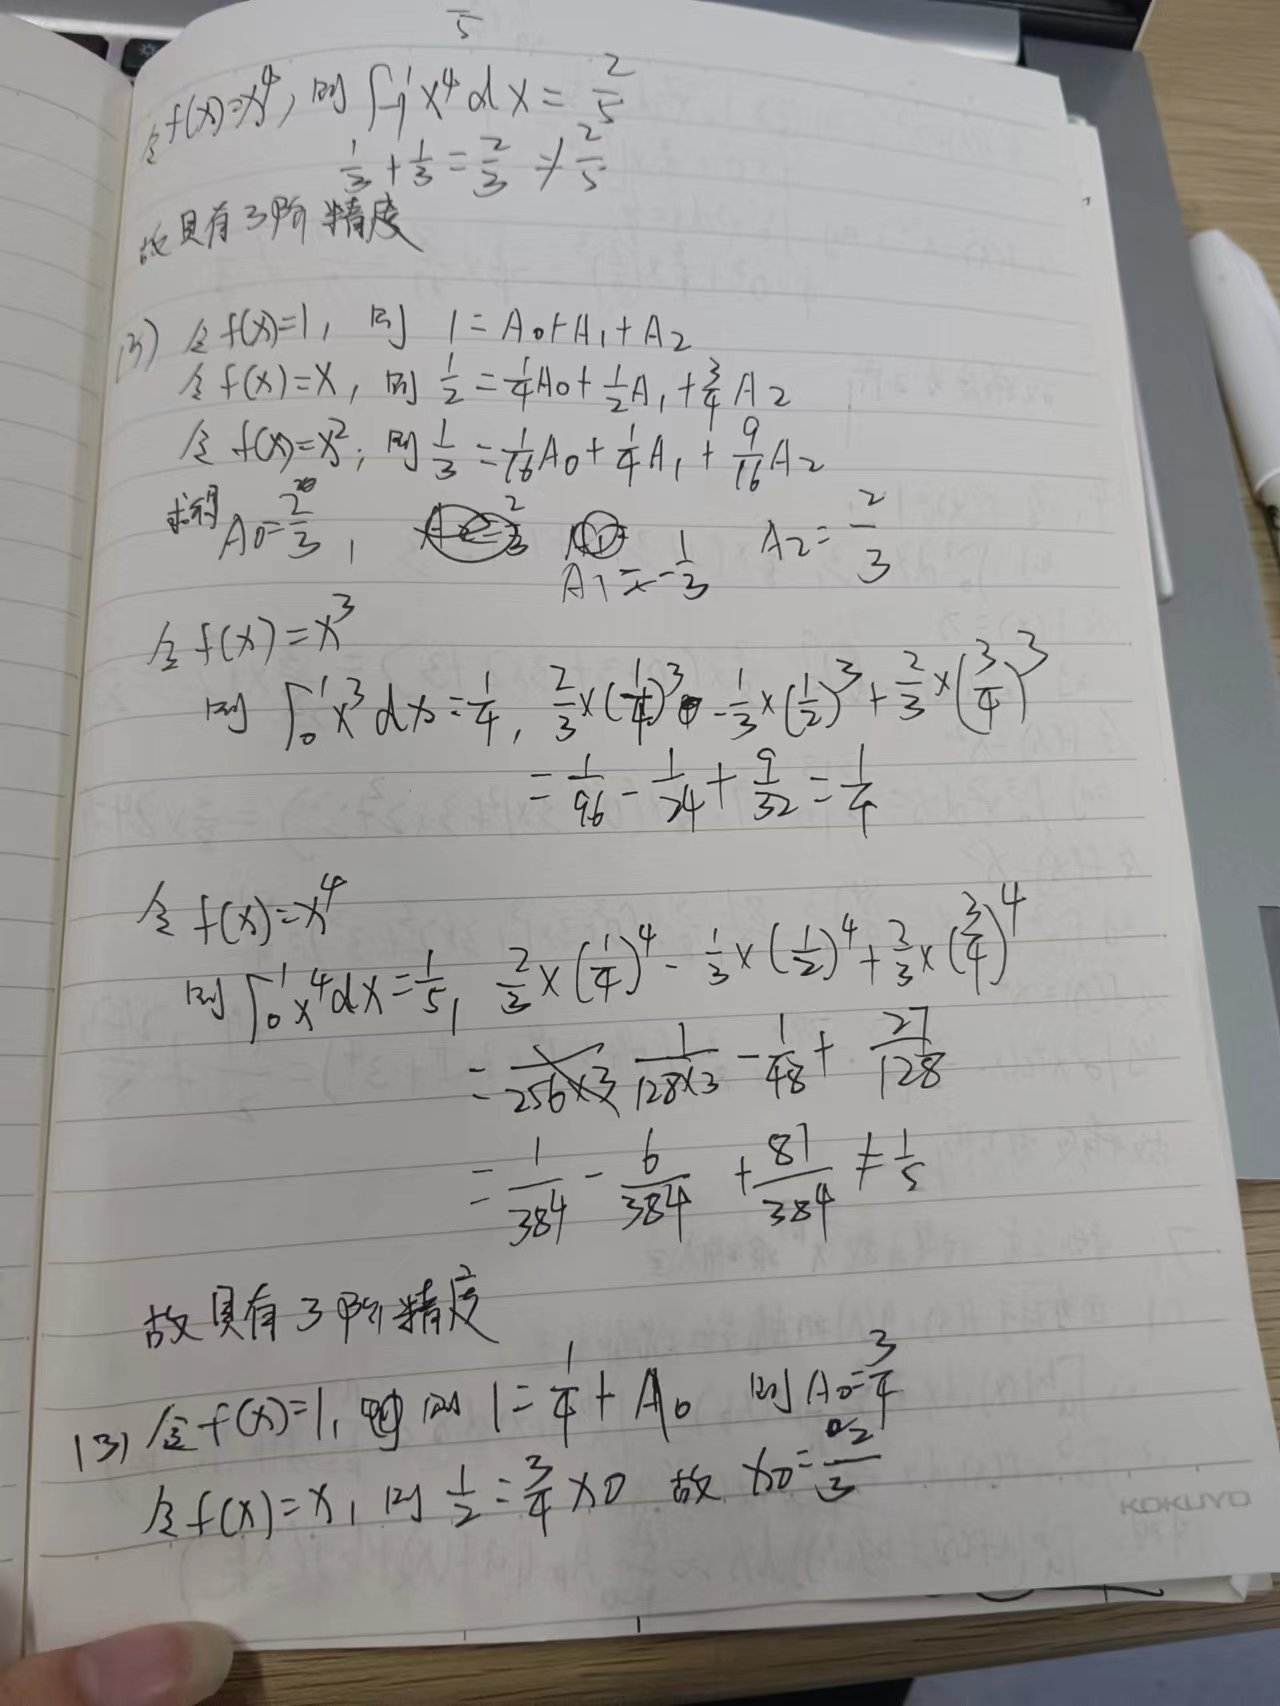 5
令f(x)=x⁴, 则 ∫₋₁¹ x⁴ dx = 2/5
1/3 + 1/3 = 2/3 ≠ 2/5
故具有3阶精度
令f(x)=1, 则 1 = A₀+A₁+A₂
令f(x)=x, 则 1/2 = 1/4A₀ + 1/2A₁ + 3/4A₂
令f(x)=x², 则 1/3 = 1/16A₀ + 1/4A₁ + 9/16A₂
求得 A₀=2/3, A₁=-1/3 A₂=2/3
令f(x)=x³
则 ∫₀¹x³dx=1/4, 2/3×(1/4)³-1/3×(1/2)³+2/3×(3/4)³
=1/96-1/24+9/32=1/4
令f(x)=x⁴
则∫₀¹x⁴dx=1/5, 2/3×(1/4)⁴-1/3×(1/2)⁴+2/3×(3/4)⁴
=1/(128×3)-1/48+27/128
=1/384-6/384+81/384≠1/5
故具有3阶精度
(3) 令f(x)=1, 则 1=1/4+A₀ 则A₀=3/4
令f(x)=x, 则 1/2=3/4x₀ 故 x₀=2/3
KOKUYO